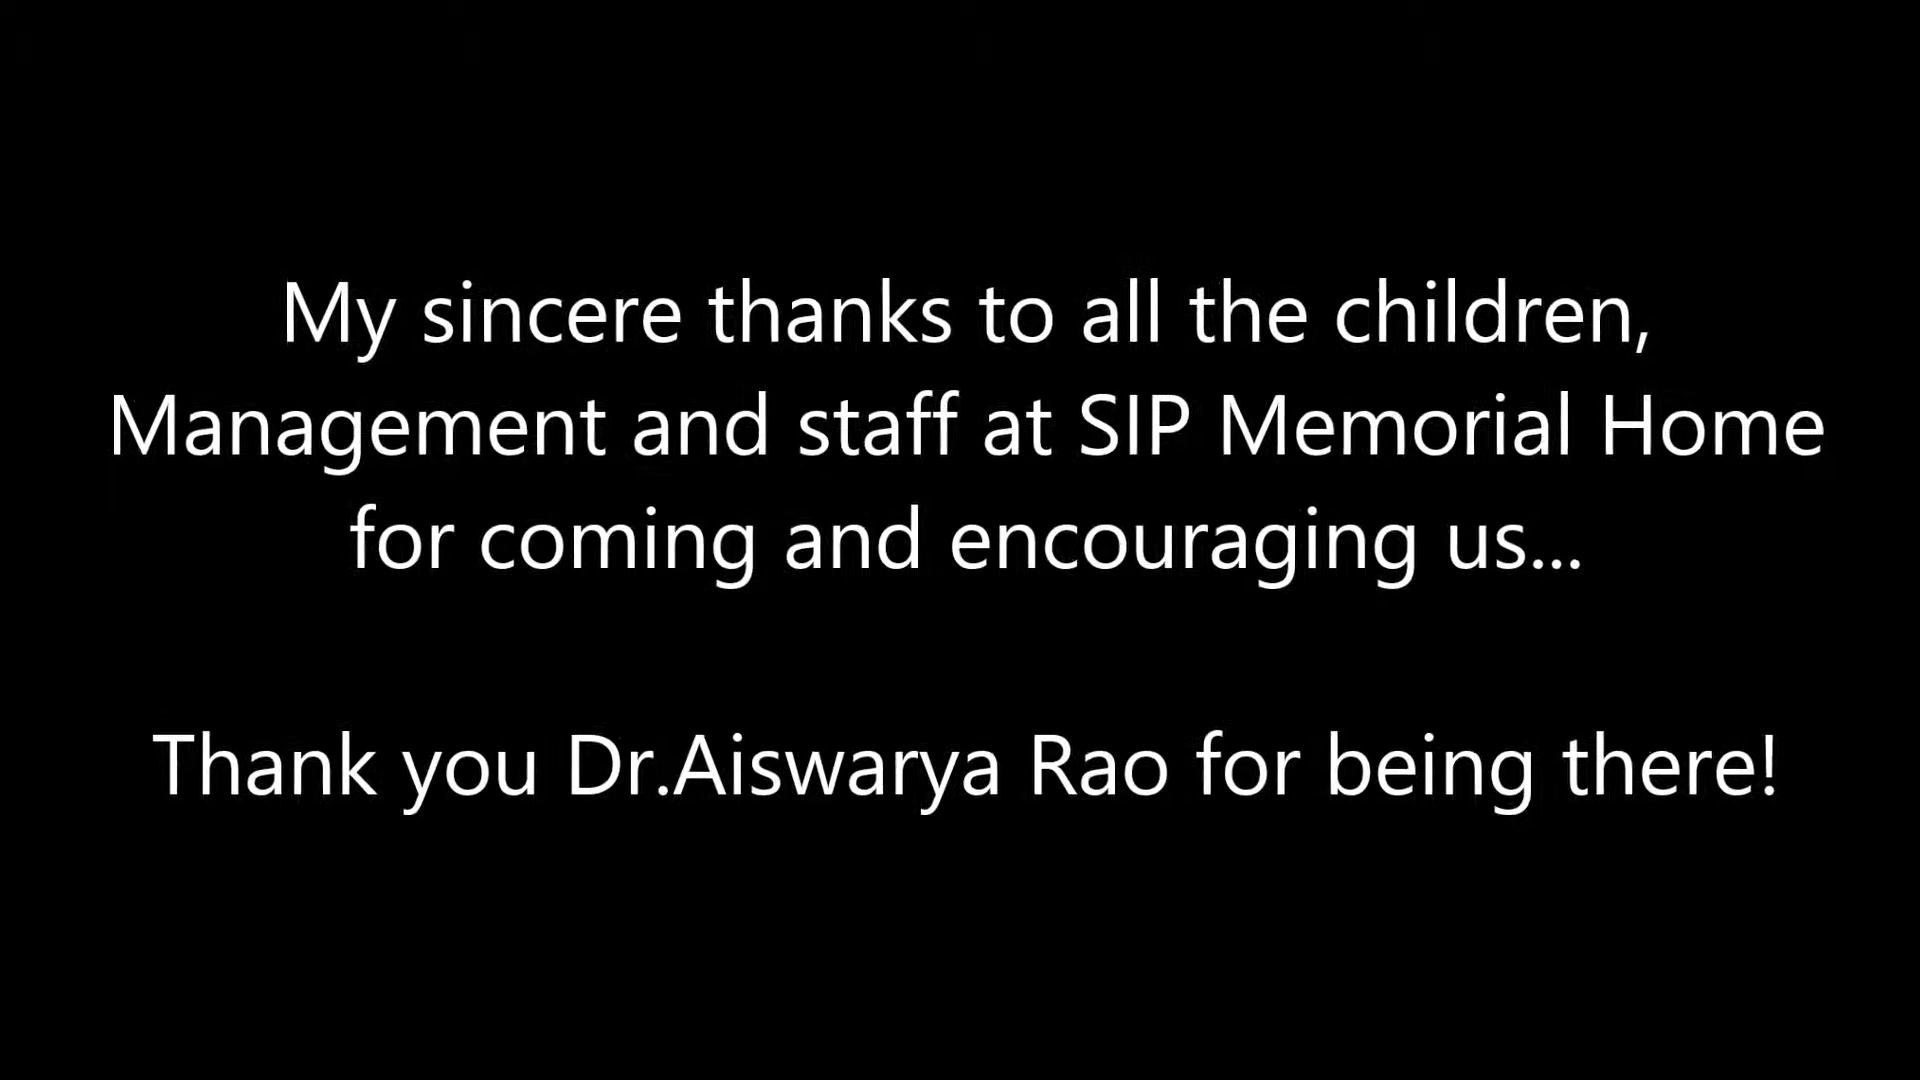 My sincere thanks to all the children,
Management and staff at SIP Memorial Home
for coming and encouraging us...
Thank you Dr.Aiswarya Rao for being there!